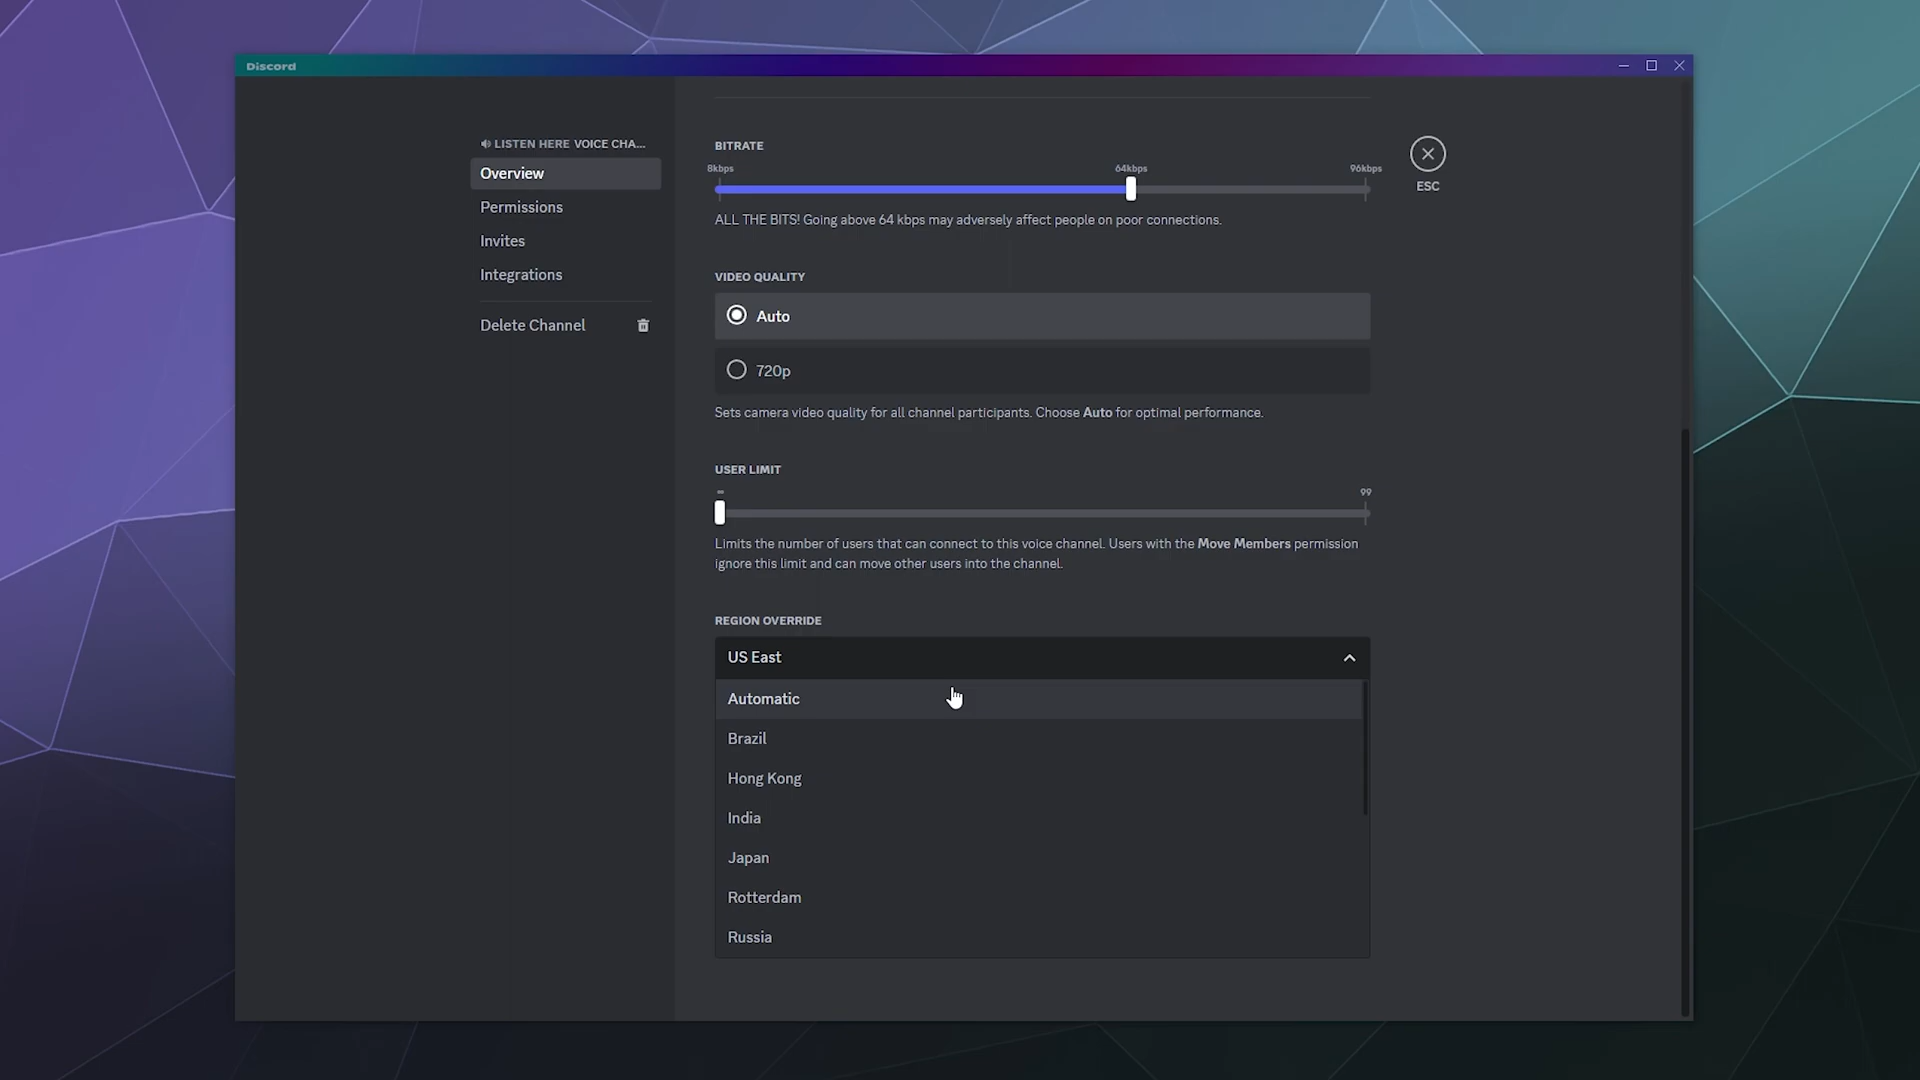 Discord
LISTEN HERE VOICE CHA...
Overview
Permissions
Invites
Integrations
Delete Channel
BITRATE
8kbps 64kbps 96kbps
ALL THE BITS! Going above 64 kbps may adversely affect people on poor connections.
VIDEO QUALITY
Auto
720p
Sets camera video quality for all channel participants. Choose Auto for optimal performance.
USER LIMIT
∞ 99
Limits the number of users that can connect to this voice channel. Users with the Move Members permission
ignore this limit and can move other users into the channel.
REGION OVERRIDE
US East
Automatic
Brazil
Hong Kong
India
Japan
Rotterdam
Russia
ESC